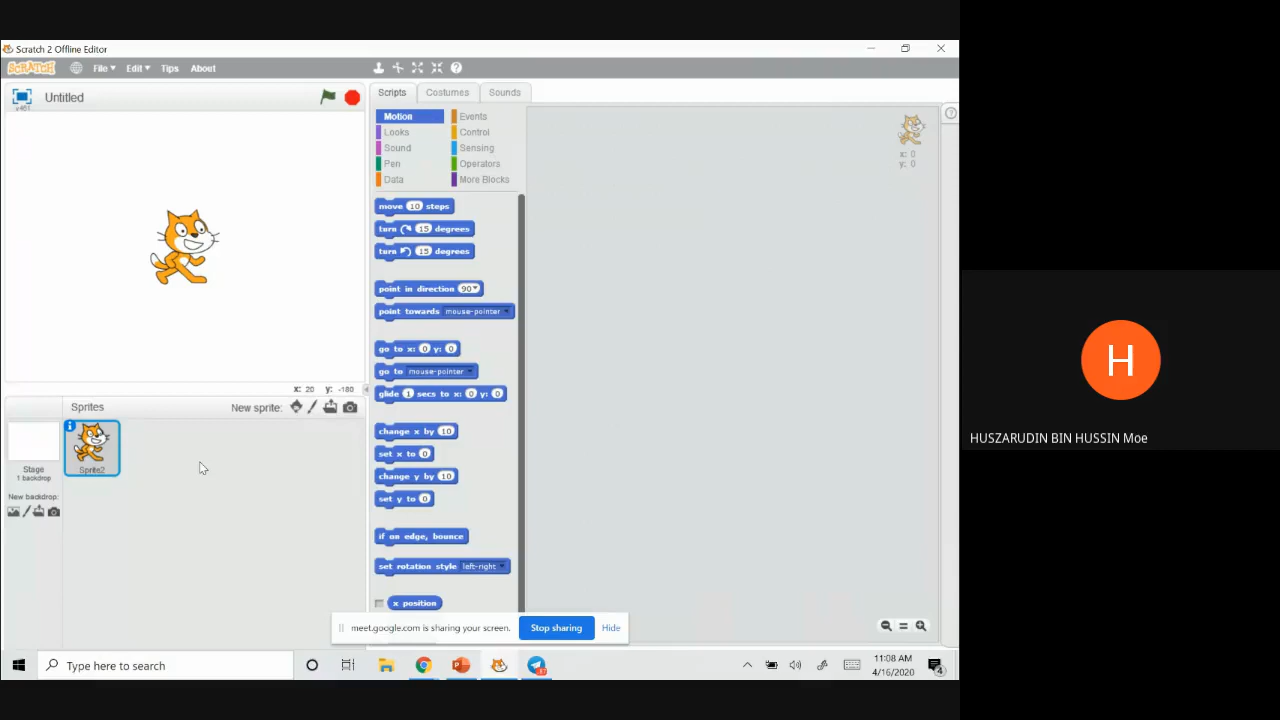 Scratch 2 Offline Editor
SCRATCH File Edit Tips About
Untitled
v461
Scripts Costumes Sounds
Motion Events
Looks Control
Sound Sensing
Pen Operators
Data More Blocks
x: 0
y: 0
move 10 steps
turn 15 degrees
turn 15 degrees
point in direction 90
point towards mouse-pointer
go to x: 0 y: 0
go to mouse-pointer
glide 1 secs to x: 0 y: 0
change x by 10
set x to 0
change y by 10
set y to 0
if on edge, bounce
set rotation style left-right
x position
x: 20 y: -180
Sprites New sprite:
Stage
1 backdrop
New backdrop:
Sprite2
meet.google.com is sharing your screen. Stop sharing Hide
Type here to search
11:08 AM
4/16/2020
4
H
HUSZARUDIN BIN HUSSIN Moe